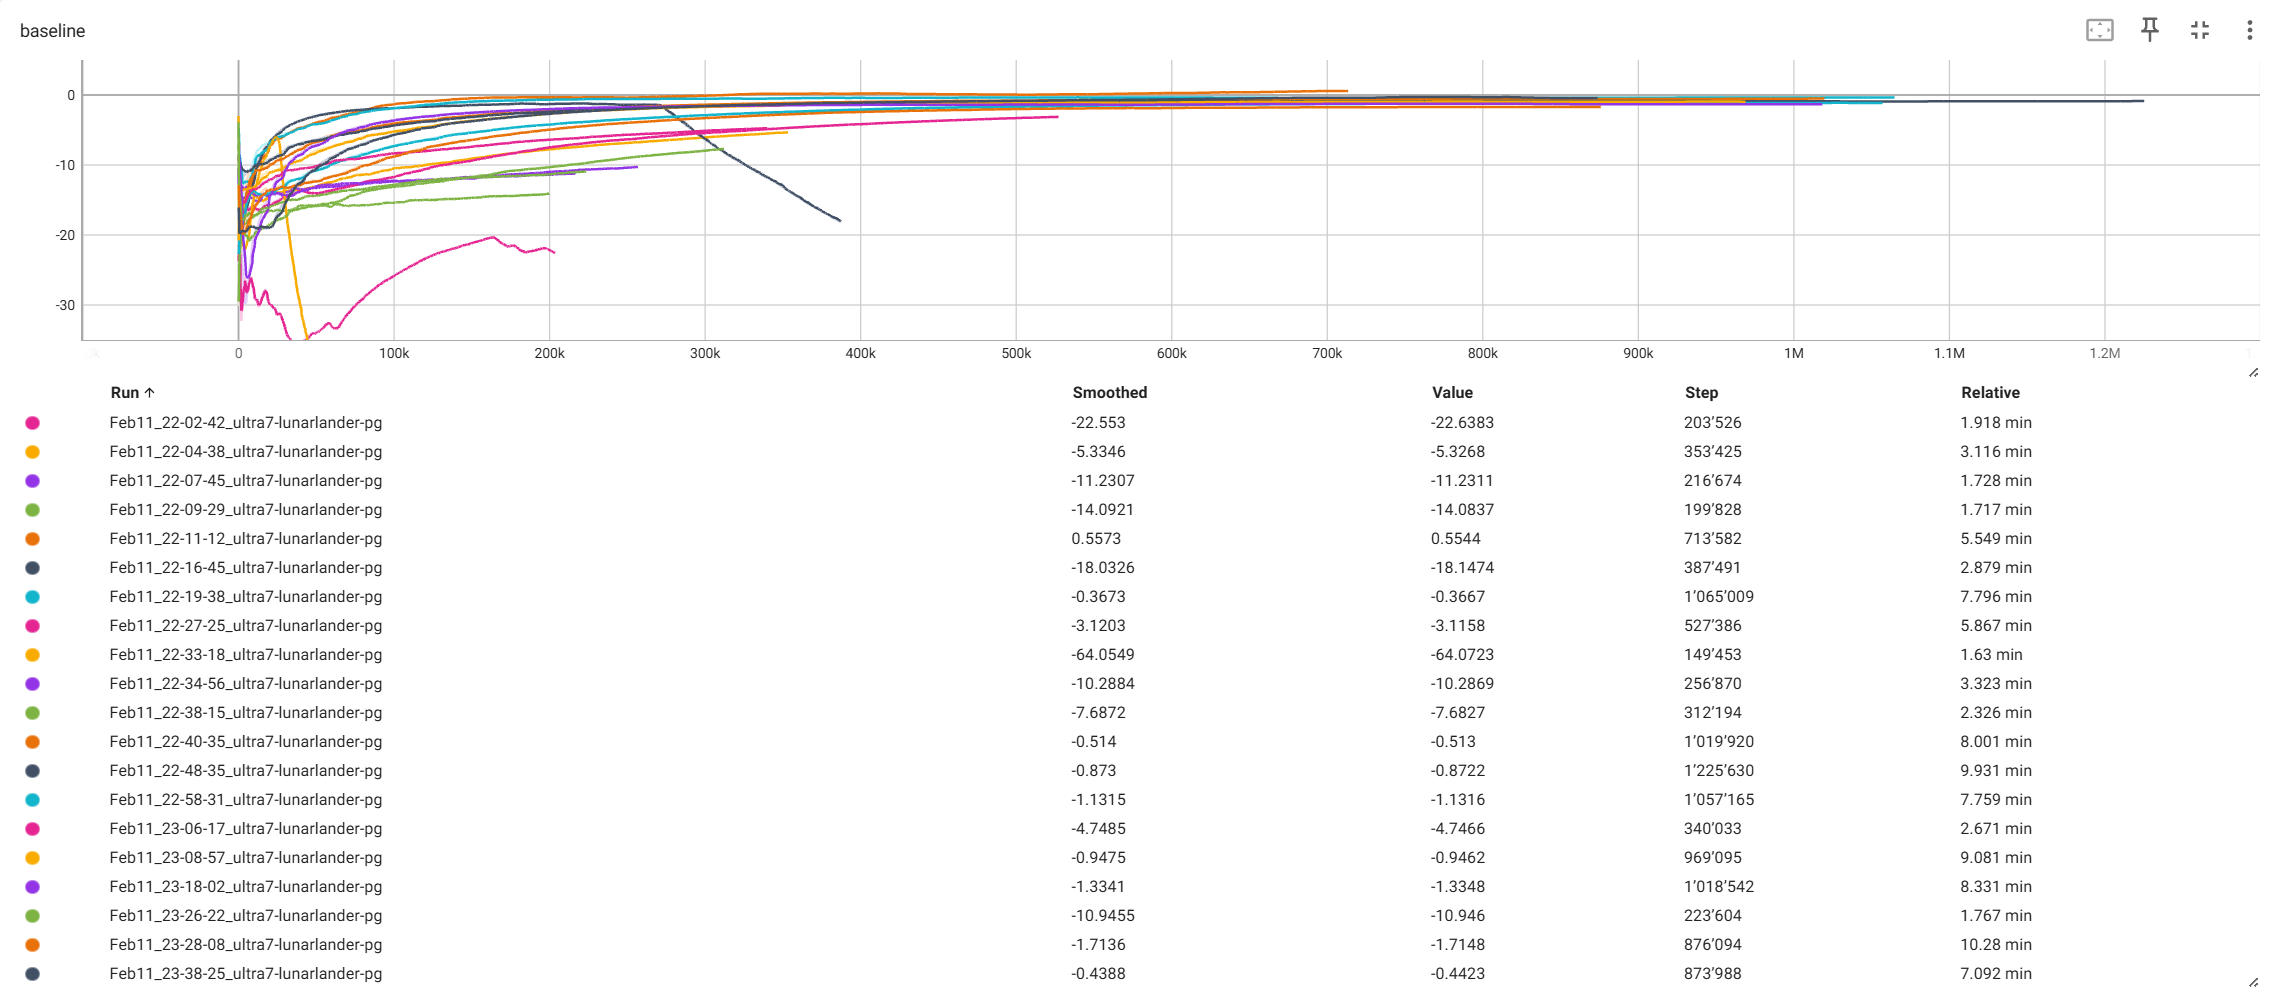 baseline
0
-10
-20
-30
0 100k 200k 300k 400k 500k 600k 700k 800k 900k 1M 1.1M 1.2M
Run Smoothed Value Step Relative
Feb11_22-02-42_ultra7-lunarlander-pg -22.553 -22.6383 203’526 1.918 min
Feb11_22-04-38_ultra7-lunarlander-pg -5.3346 -5.3268 353’425 3.116 min
Feb11_22-07-45_ultra7-lunarlander-pg -11.2307 -11.2311 216’674 1.728 min
Feb11_22-09-29_ultra7-lunarlander-pg -14.0921 -14.0837 199’828 1.717 min
Feb11_22-11-12_ultra7-lunarlander-pg 0.5573 0.5544 713’582 5.549 min
Feb11_22-16-45_ultra7-lunarlander-pg -18.0326 -18.1474 387’491 2.879 min
Feb11_22-19-38_ultra7-lunarlander-pg -0.3673 -0.3667 1’065’009 7.796 min
Feb11_22-27-25_ultra7-lunarlander-pg -3.1203 -3.1158 527’386 5.867 min
Feb11_22-33-18_ultra7-lunarlander-pg -64.0549 -64.0723 149’453 1.63 min
Feb11_22-34-56_ultra7-lunarlander-pg -10.2884 -10.2869 256’870 3.323 min
Feb11_22-38-15_ultra7-lunarlander-pg -7.6872 -7.6827 312’194 2.326 min
Feb11_22-40-35_ultra7-lunarlander-pg -0.514 -0.513 1’019’920 8.001 min
Feb11_22-48-35_ultra7-lunarlander-pg -0.873 -0.8722 1’225’630 9.931 min
Feb11_22-58-31_ultra7-lunarlander-pg -1.1315 -1.1316 1’057’165 7.759 min
Feb11_23-06-17_ultra7-lunarlander-pg -4.7485 -4.7466 340’033 2.671 min
Feb11_23-08-57_ultra7-lunarlander-pg -0.9475 -0.9462 969’095 9.081 min
Feb11_23-18-02_ultra7-lunarlander-pg -1.3341 -1.3348 1’018’542 8.331 min
Feb11_23-26-22_ultra7-lunarlander-pg -10.9455 -10.946 223’604 1.767 min
Feb11_23-28-08_ultra7-lunarlander-pg -1.7136 -1.7148 876’094 10.28 min
Feb11_23-38-25_ultra7-lunarlander-pg -0.4388 -0.4423 873’988 7.092 min